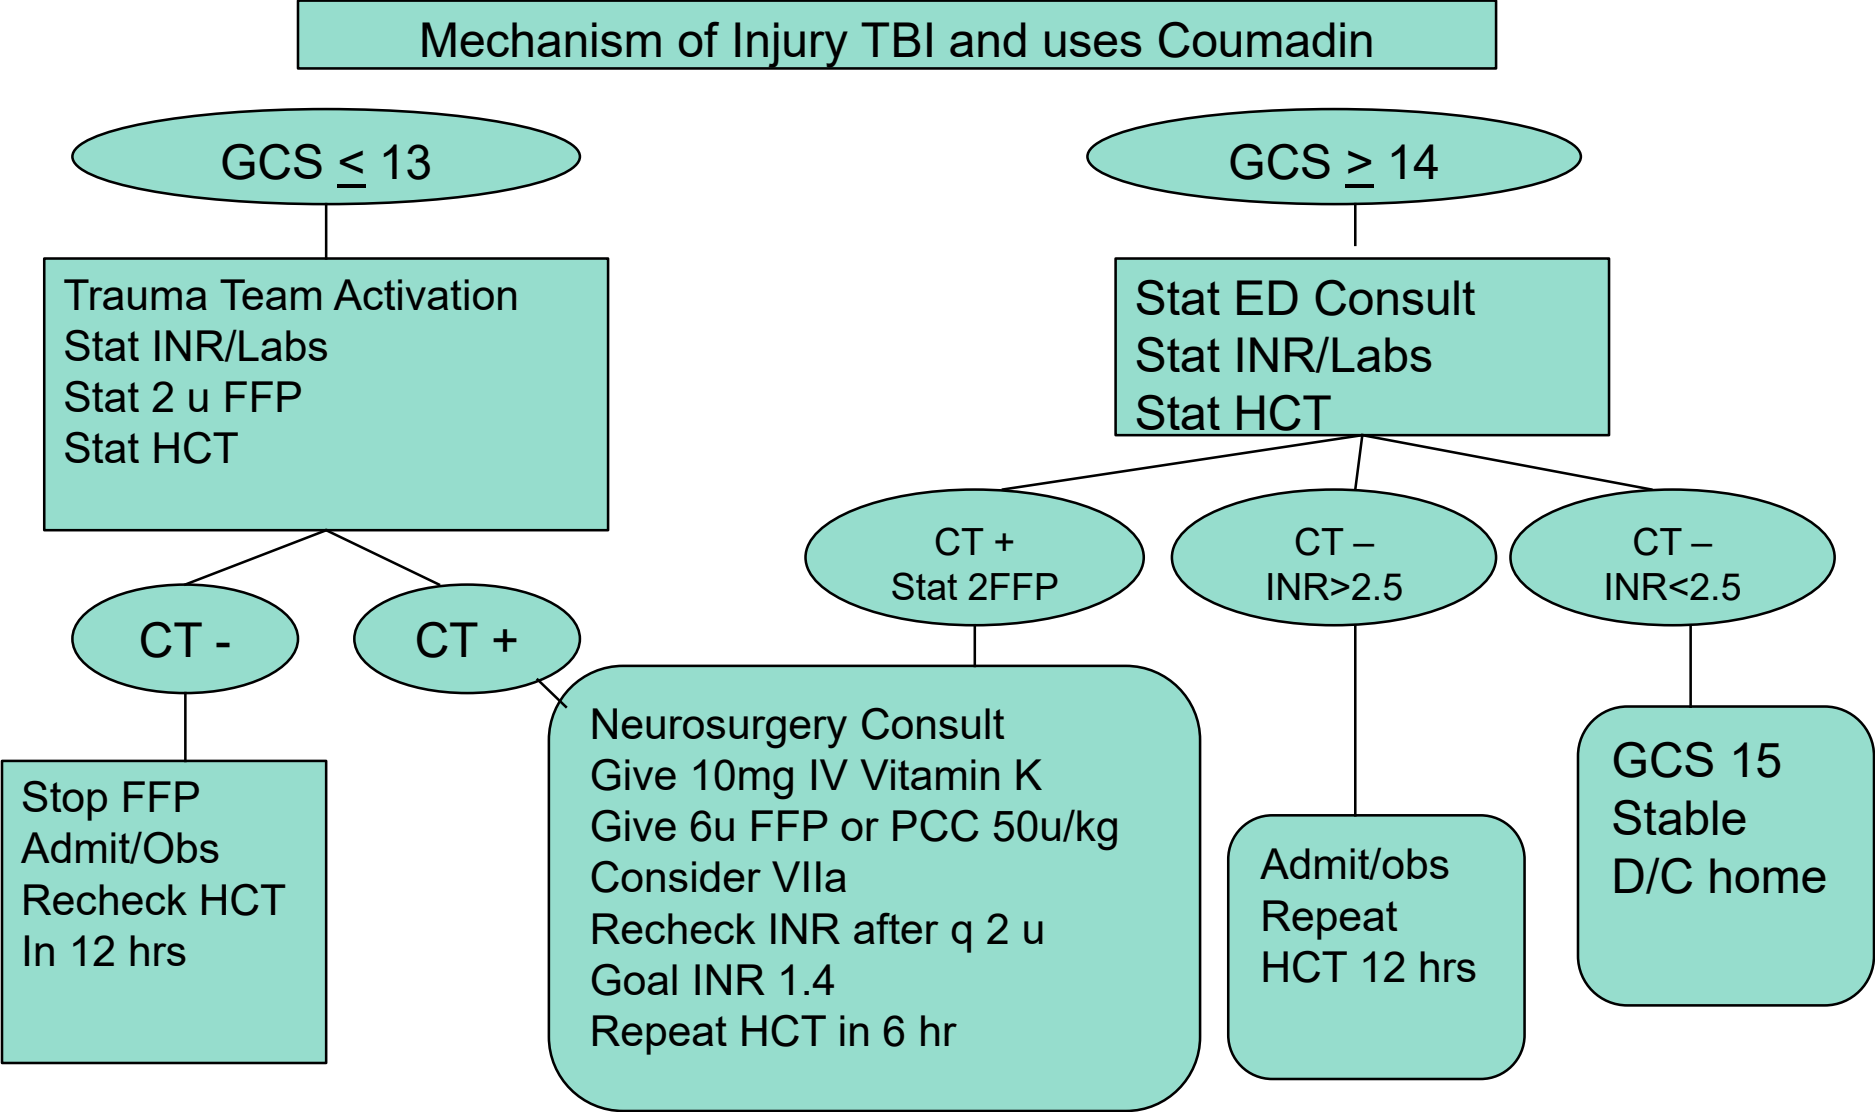 Mechanism of Injury TBI and uses Coumadin
GCS ≤ 13
GCS ≥ 14
Trauma Team Activation
Stat INR/Labs
Stat 2 u FFP
Stat HCT
Stat ED Consult
Stat INR/Labs
Stat HCT
CT -
CT +
CT +
Stat 2FFP
CT –
INR>2.5
CT –
INR<2.5
Stop FFP
Admit/Obs
Recheck HCT
In 12 hrs
Neurosurgery Consult
Give 10mg IV Vitamin K
Give 6u FFP or PCC 50u/kg
Consider VIIa
Recheck INR after q 2 u
Goal INR 1.4
Repeat HCT in 6 hr
Admit/obs
Repeat
HCT 12 hrs
GCS 15
Stable
D/C home